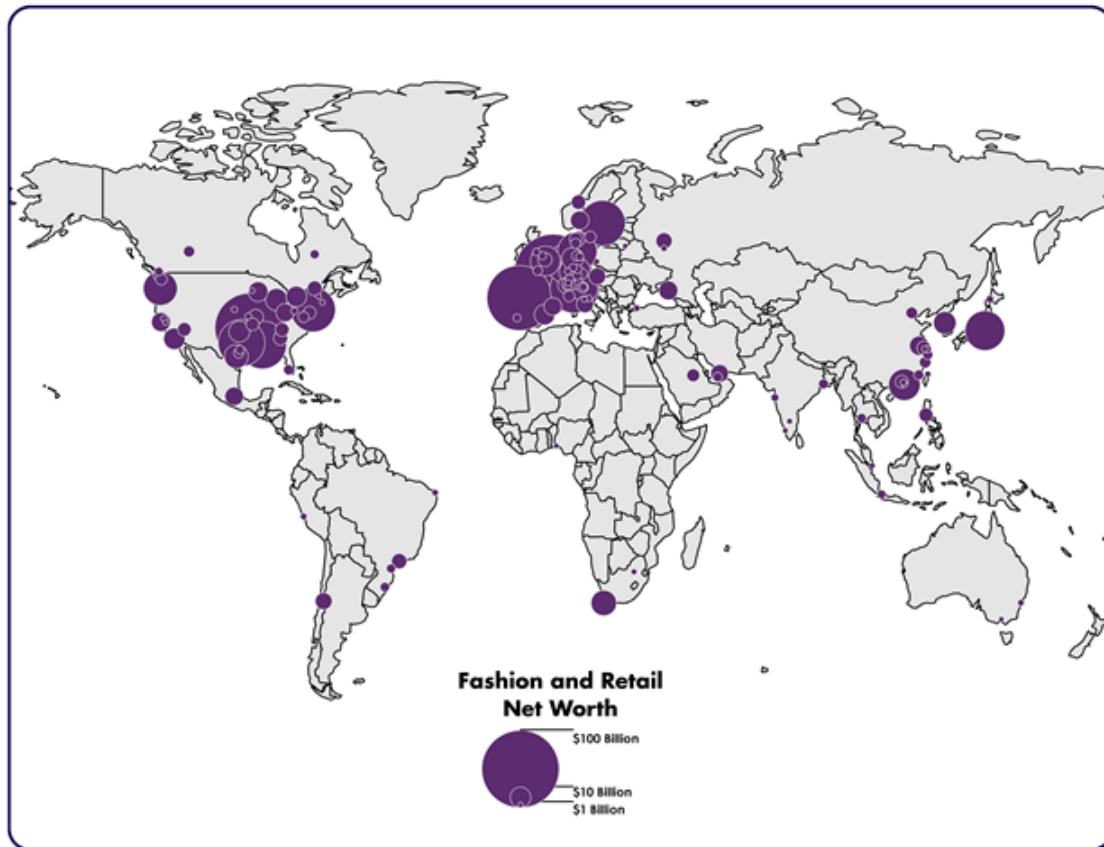 Fashion and Retail
Net Worth
$100 Billion
$10 Billion
$1 Billion